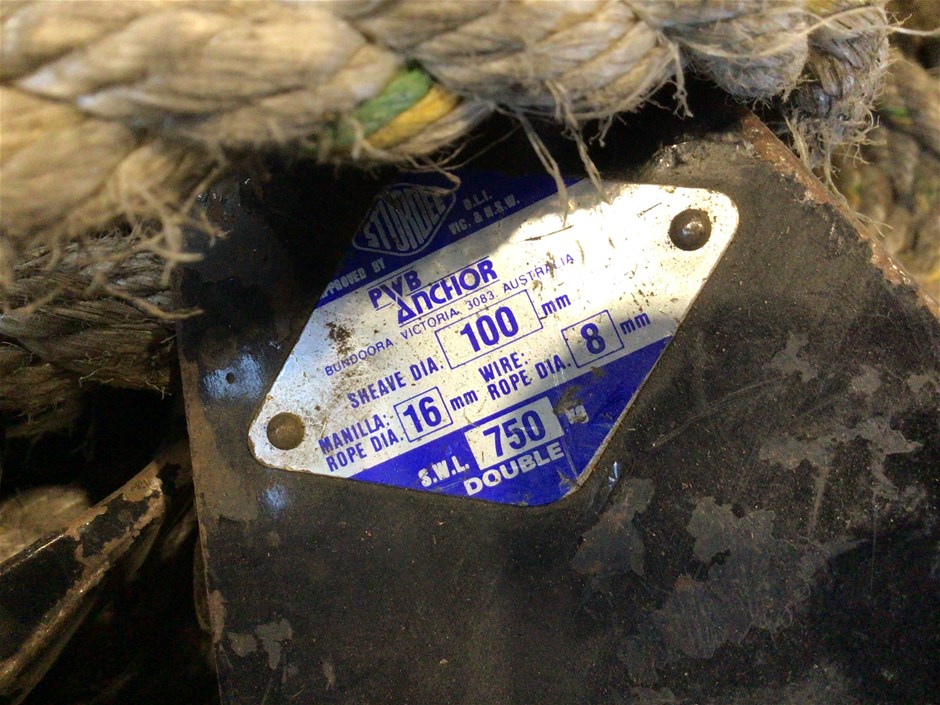 STURDEE
D.L.I.
VIC. & N.S.W.
APPROVED BY
PWB
ANCHOR
BUNDOORA, VICTORIA, 3083, AUSTRALIA
SHEAVE DIA. 100 mm
MANILLA: ROPE DIA. 16 mm
WIRE: ROPE DIA. 8 mm
S.W.L. 750
DOUBLE